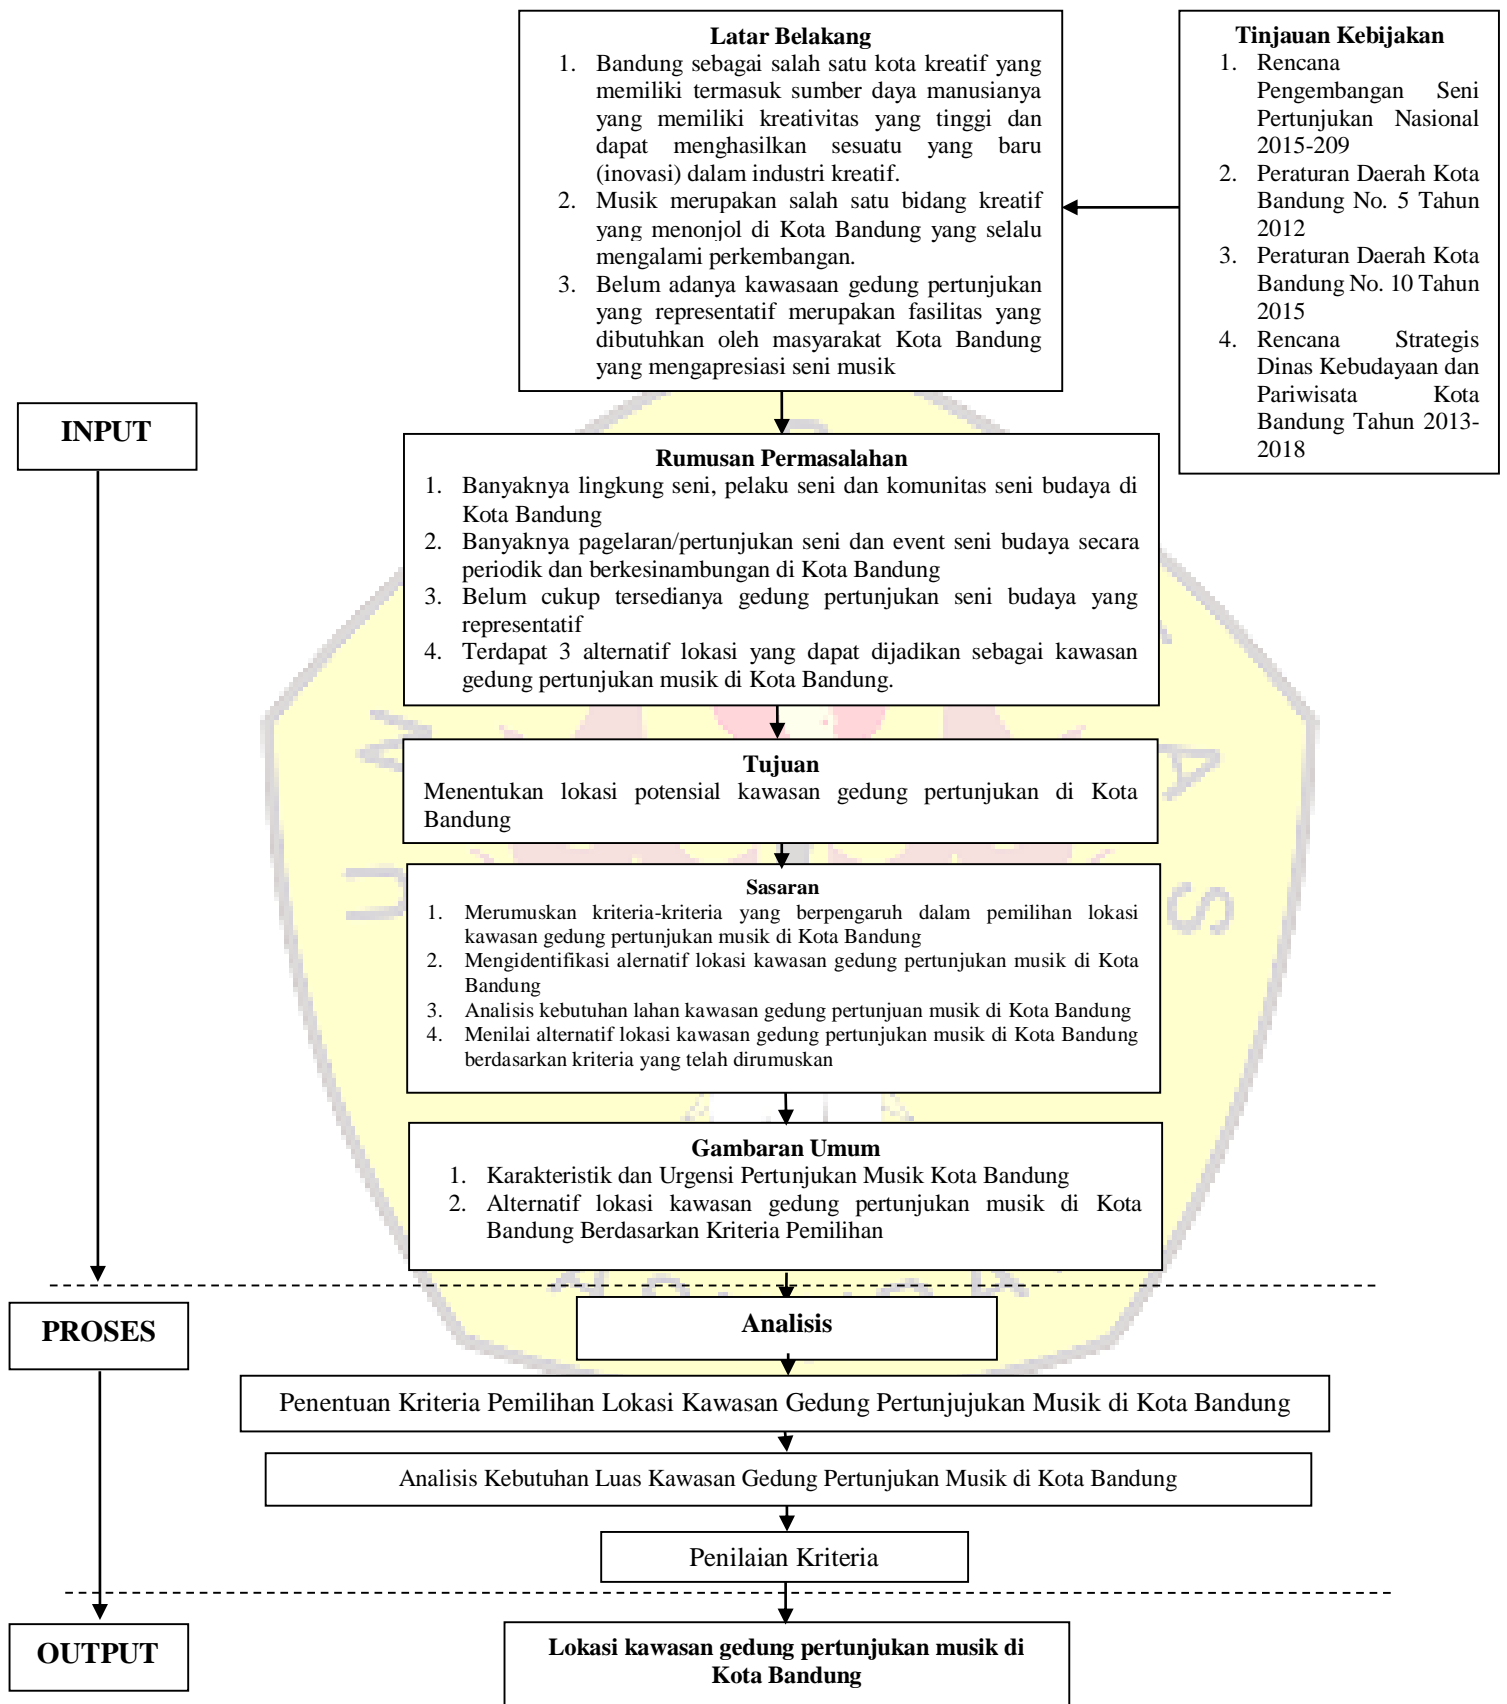 Latar Belakang
1. Bandung sebagai salah satu kota kreatif yang
memiliki termasuk sumber daya manusianya
yang memiliki kreativitas yang tinggi dan
dapat menghasilkan sesuatu yang baru
(inovasi) dalam industri kreatif.
2. Musik merupakan salah satu bidang kreatif
yang menonjol di Kota Bandung yang selalu
mengalami perkembangan.
3. Belum adanya kawasaan gedung pertunjukan
yang representatif merupakan fasilitas yang
dibutuhkan oleh masyarakat Kota Bandung
yang mengapresiasi seni musik
Tinjauan Kebijakan
1. Rencana
Pengembangan Seni
Pertunjukan Nasional
2015-209
2. Peraturan Daerah Kota
Bandung No. 5 Tahun
2012
3. Peraturan Daerah Kota
Bandung No. 10 Tahun
2015
4. Rencana Strategis
Dinas Kebudayaan dan
Pariwisata Kota
Bandung Tahun 2013-
2018
INPUT
Rumusan Permasalahan
1. Banyaknya lingkung seni, pelaku seni dan komunitas seni budaya di
Kota Bandung
2. Banyaknya pagelaran/pertunjukan seni dan event seni budaya secara
periodik dan berkesinambungan di Kota Bandung
3. Belum cukup tersedianya gedung pertunjukan seni budaya yang
representatif
4. Terdapat 3 alternatif lokasi yang dapat dijadikan sebagai kawasan
gedung pertunjukan musik di Kota Bandung.
Tujuan
Menentukan lokasi potensial kawasan gedung pertunjukan di Kota
Bandung
Sasaran
1. Merumuskan kriteria-kriteria yang berpengaruh dalam pemilihan lokasi
kawasan gedung pertunjukan musik di Kota Bandung
2. Mengidentifikasi alernatif lokasi kawasan gedung pertunjukan musik di Kota
Bandung
3. Analisis kebutuhan lahan kawasan gedung pertunjuan musik di Kota Bandung
4. Menilai alternatif lokasi kawasan gedung pertunjukan musik di Kota Bandung
berdasarkan kriteria yang telah dirumuskan
Gambaran Umum
1. Karakteristik dan Urgensi Pertunjukan Musik Kota Bandung
2. Alternatif lokasi kawasan gedung pertunjukan musik di Kota
Bandung Berdasarkan Kriteria Pemilihan
PROSES
Analisis
Penentuan Kriteria Pemilihan Lokasi Kawasan Gedung Pertunjujukan Musik di Kota Bandung
Analisis Kebutuhan Luas Kawasan Gedung Pertunjukan Musik di Kota Bandung
Penilaian Kriteria
OUTPUT
Lokasi kawasan gedung pertunjukan musik di
Kota Bandung